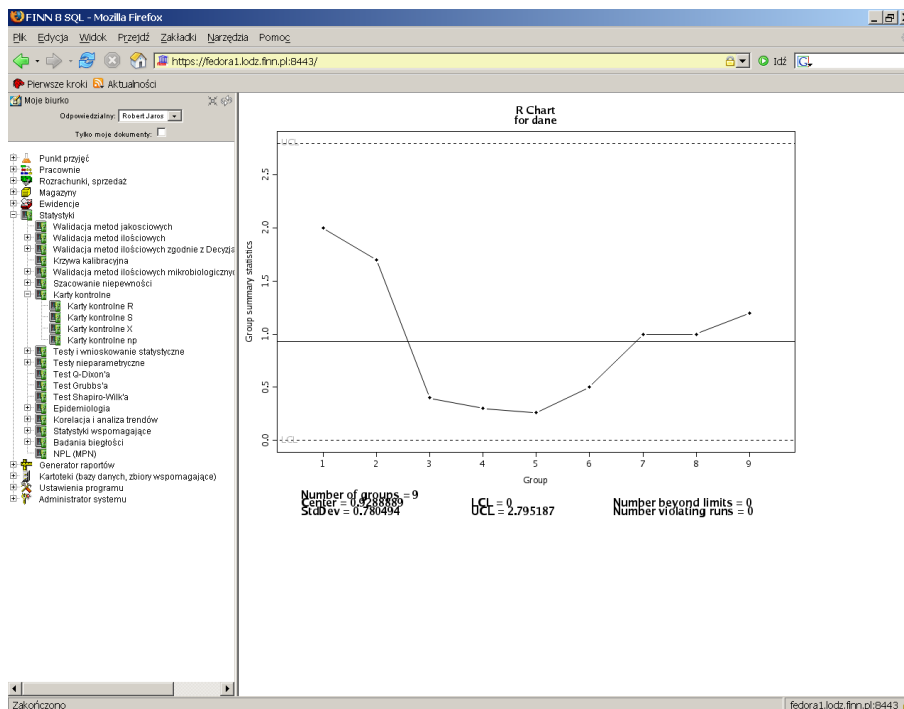 FINN 8 SQL - Mozilla Firefox
Plik Edycja Widok Przejdź Zakładki Narzędzia Pomoc
https://fedora1.lodz.finn.pl:8443/ Idź
Pierwsze kroki Aktualności
Moje biurko
Odpowiedzialny: Robert Jaros
Tylko moje dokumenty:
Punkt przyjęć
Pracownie
Rozrachunki, sprzedaż
Magazyny
Ewidencje
Statystyki
Walidacja metod jakosciowych
Walidacja metod ilościowych
Walidacja metod ilościowych zgodnie z Decyzja
Krzywa kalibracyjna
Walidacja metod ilościowych mikrobiologicznyc
Szacowanie niepewności
Karty kontrolne
Karty kontrolne R
Karty kontrolne S
Karty kontrolne X
Karty kontrolne np
Testy i wnioskowanie statystyczne
Testy nieparametryczne
Test Q-Dixon'a
Test Grubbs'a
Test Shapiro-Wilk'a
Epidemiologia
Korelacja i analiza trendów
Statystyki wspomagające
Badania biegłości
NPL (MPN)
Generator raportów
Kartoteki (bazy danych, zbiory wspomagające)
Ustawienia programu
Administrator systemu
R Chart
for dane
UCL
2.5
2.0
1.5
1.0
0.5
0.0
Group summary statistics
LCL
1 2 3 4 5 6 7 8 9
Group
Number of groups = 9
Center = 0.9288889 LCL = 0 Number beyond limits = 0
StdDev = 0.780494 UCL = 2.795187 Number violating runs = 0
Zakończono fedora1.lodz.finn.pl:8443